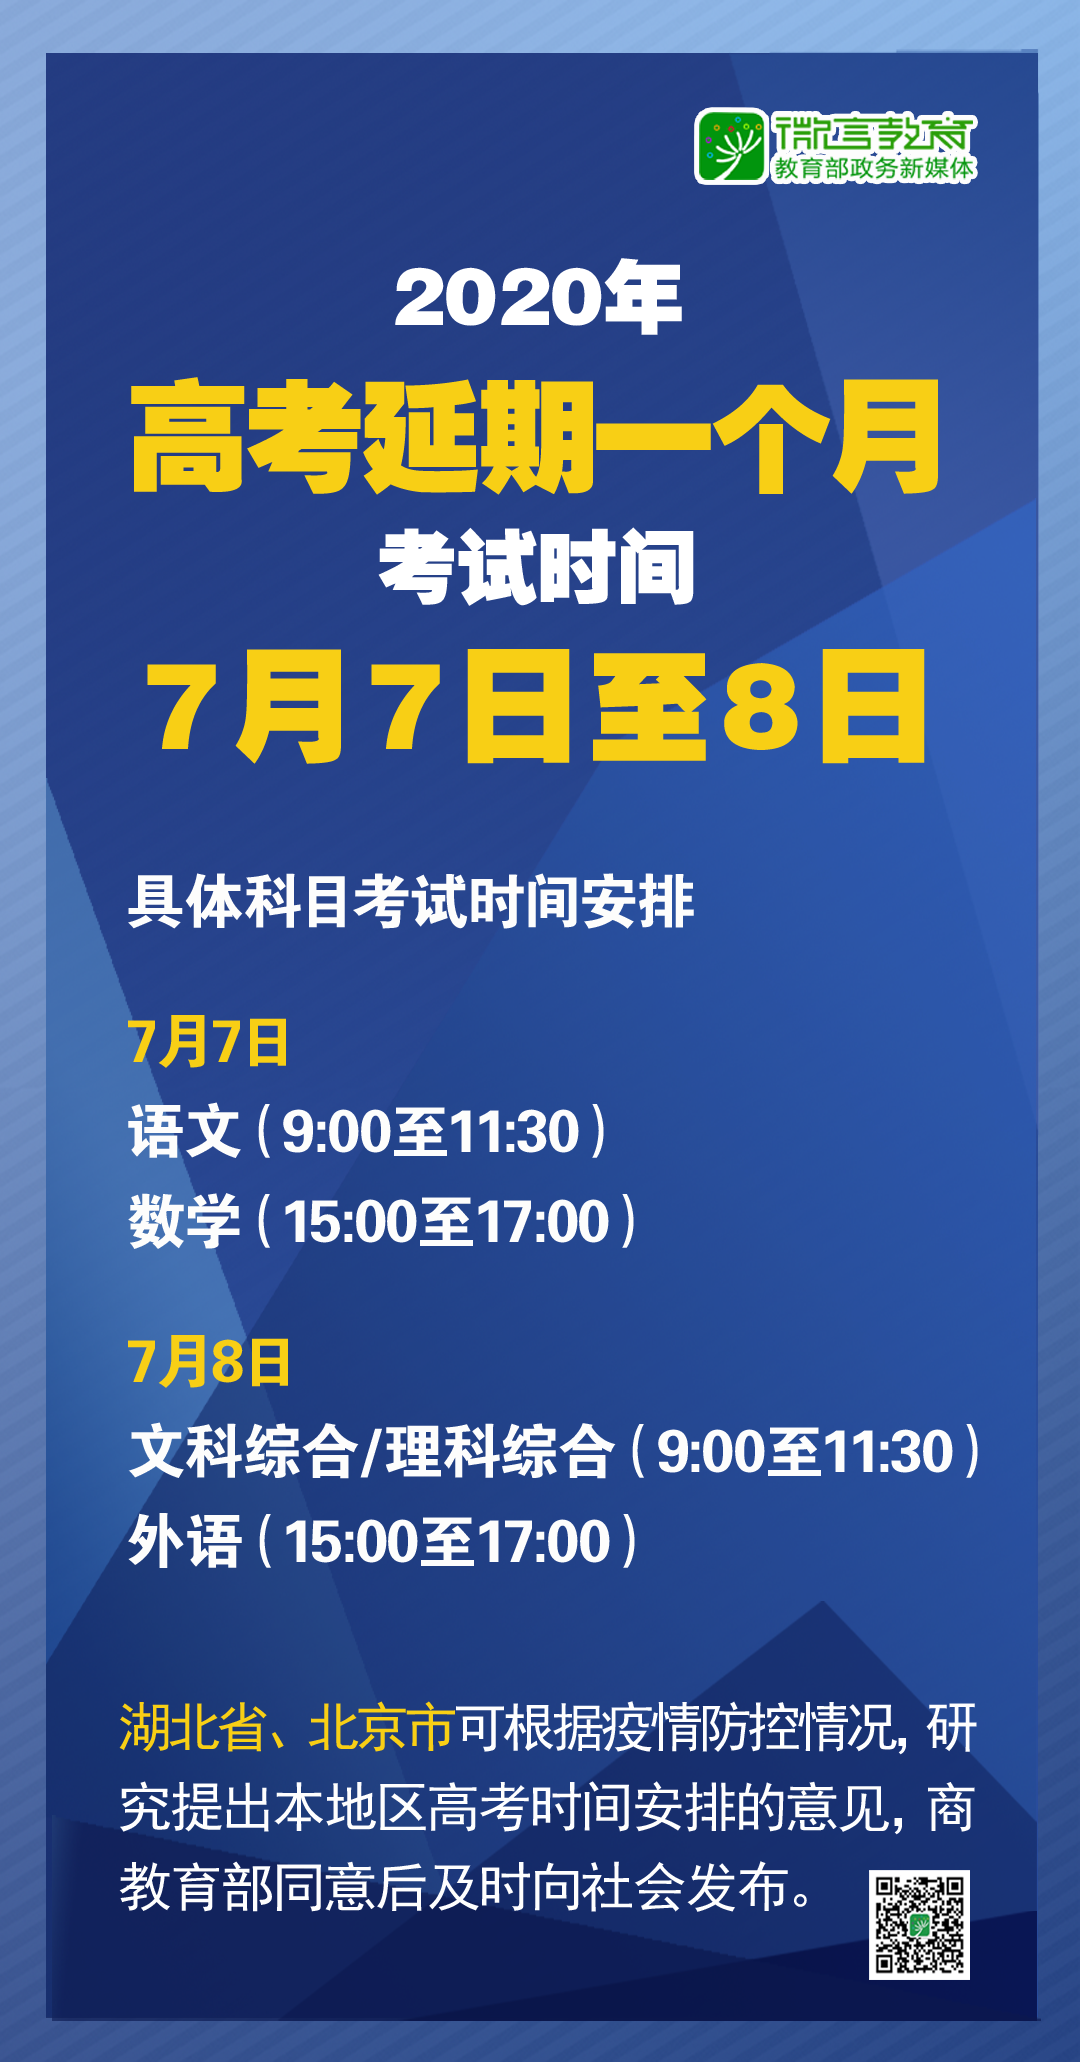 微言教育
教育部政务新媒体
2020年
高考延期一个月
考试时间
7月7日至8日
具体科目考试时间安排
7月7日
语文（9:00至11:30）
数学（15:00至17:00）
7月8日
文科综合/理科综合（9:00至11:30）
外语（15:00至17:00）
湖北省、北京市可根据疫情防控情况，研
究提出本地区高考时间安排的意见，商
教育部同意后及时向社会发布。